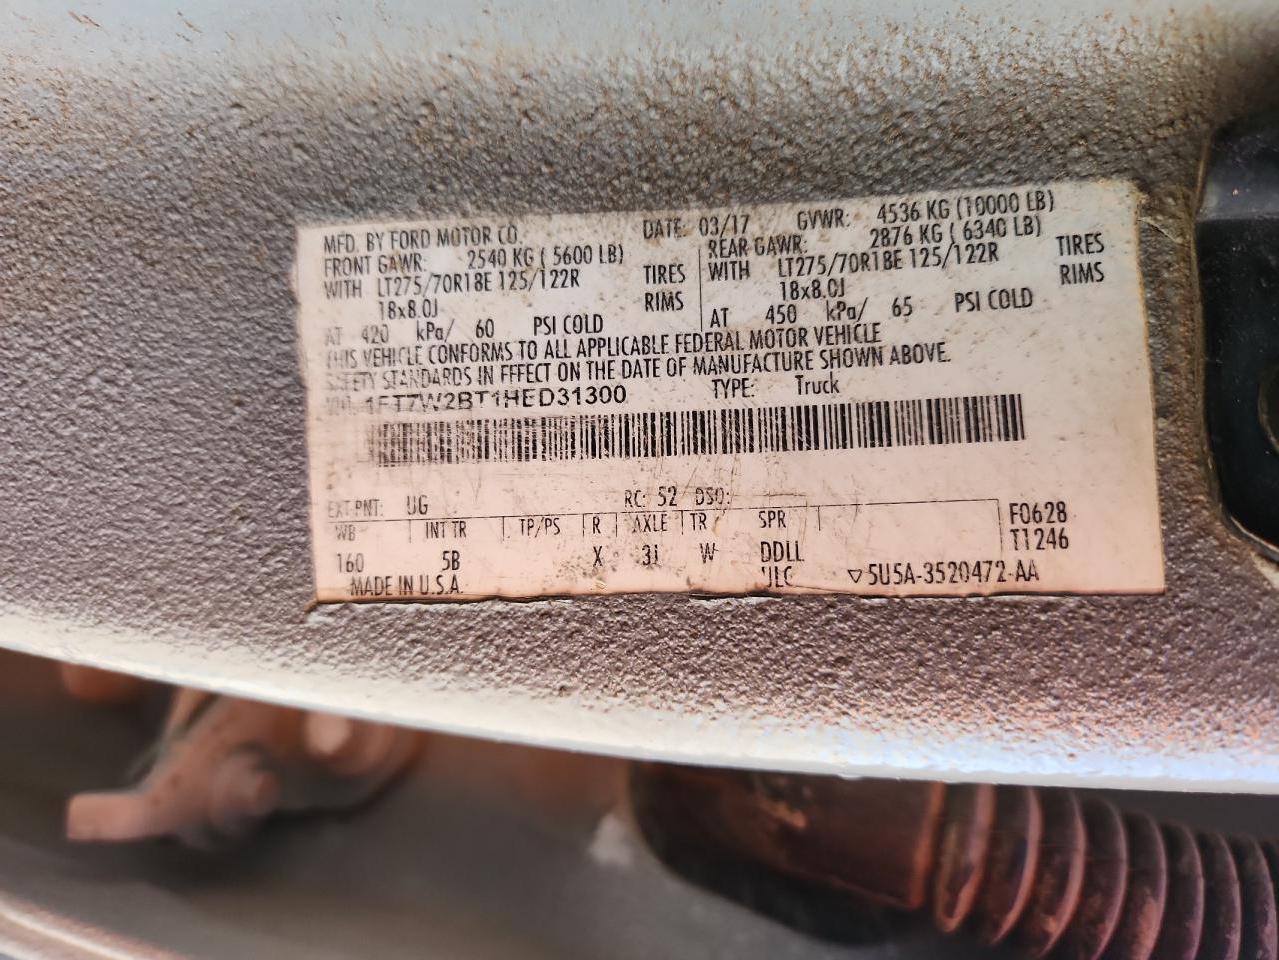 MFD. BY FORD MOTOR CO. DATE: 03/17 GVWR: 4536 KG (10000 LB)
FRONT GAWR: 2540 KG ( 5600 LB) REAR GAWR: 2876 KG ( 6340 LB)
WITH LT275/70R18E 125/122R TIRES WITH LT275/70R18E 125/122R TIRES
18x8.0J RIMS 18x8.0J RIMS
AT 420 kPa/ 60 PSI COLD AT 450 kPa/ 65 PSI COLD
THIS VEHICLE CONFORMS TO ALL APPLICABLE FEDERAL MOTOR VEHICLE
SAFETY STANDARDS IN EFFECT ON THE DATE OF MANUFACTURE SHOWN ABOVE.
VIN: 1FT7W2BT1HED31300 TYPE: Truck
EXT PNT: UG RC: 52 DSO:
WB INT TR TP/PS R AXLE TR SPR F0628
160 5B X 31 W DDLL T1246
MADE IN U.S.A. ULC ▽5U5A-3520472-AA